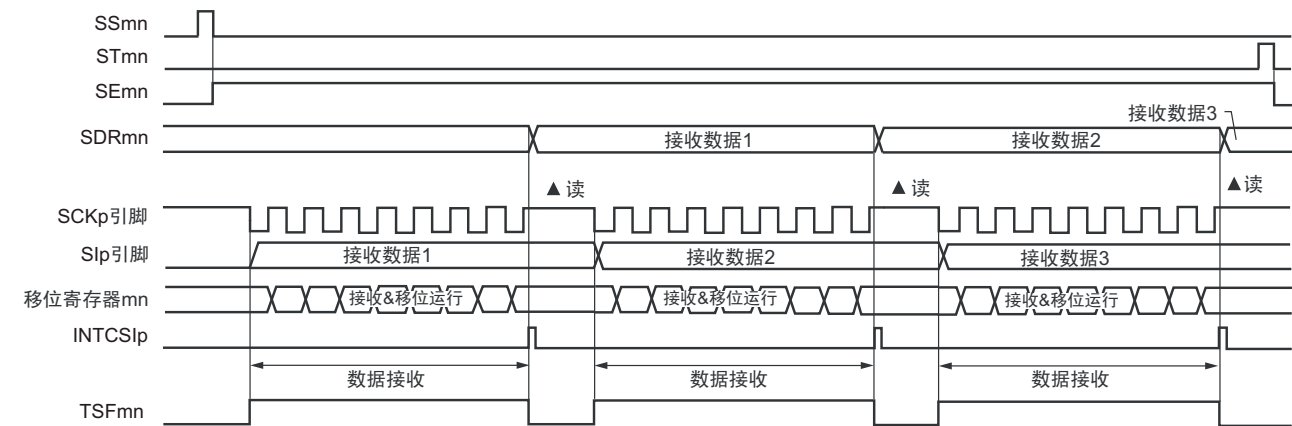 SSmn
STmn
SEmn
接收数据3
SDRmn
接收数据1
接收数据2
▲读
▲读
▲读
SCKp引脚
SIp引脚
接收数据1
接收数据2
接收数据3
移位寄存器mn
接收&移位运行
接收&移位运行
接收&移位运行
INTCSIp
数据接收
数据接收
数据接收
TSFmn